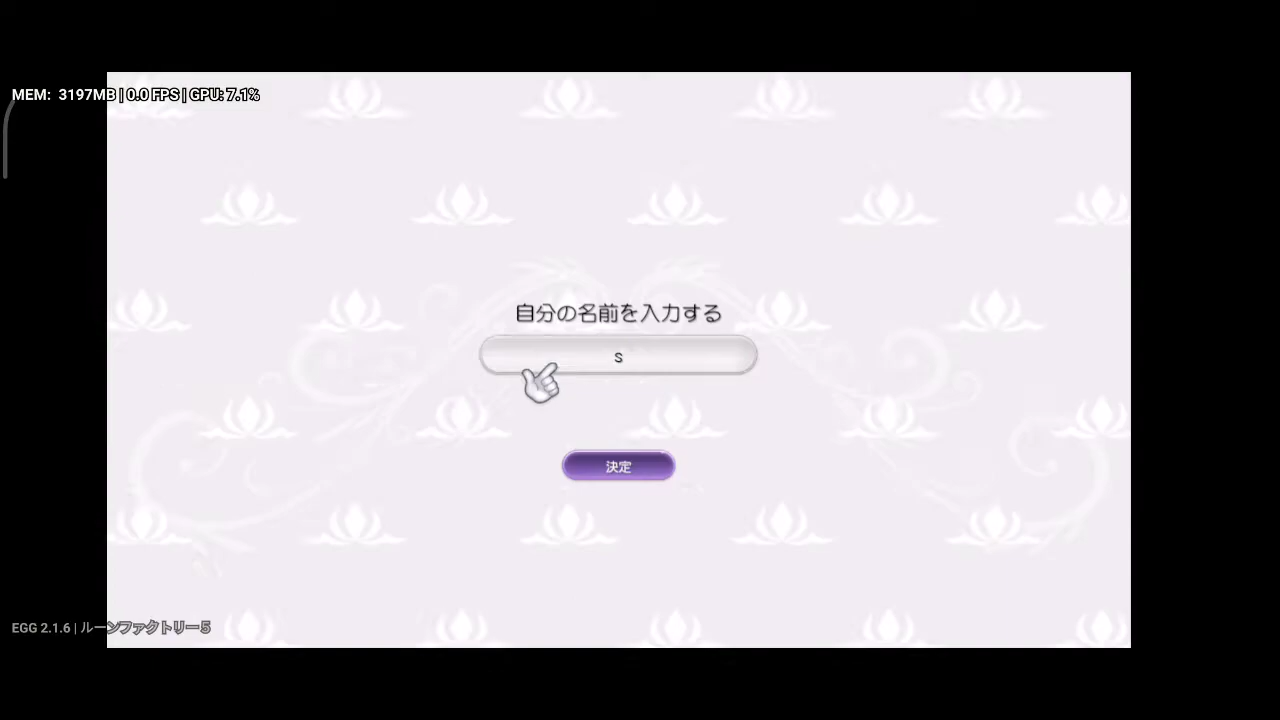 MEM: 3197MB | 0.0 FPS | GPU: 7.1%
自分の名前を入力する
s
決定
EGG 2.1.6 | ルーンファクトリー5